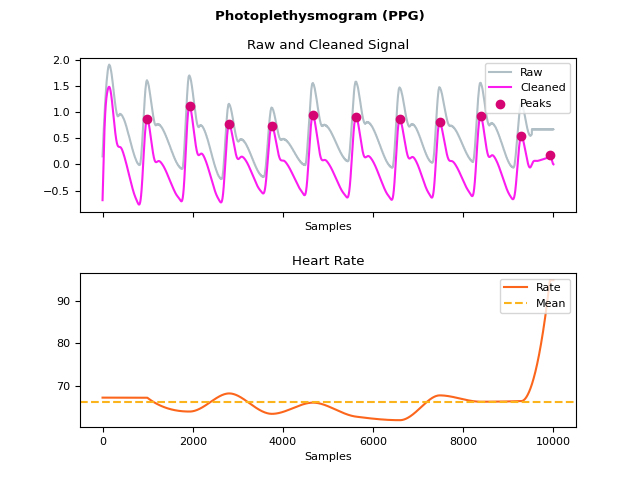 Photoplethysmogram (PPG)
Raw and Cleaned Signal
2.0
1.5
1.0
0.5
0.0
−0.5
Raw
Cleaned
Peaks
Samples
Heart Rate
90
80
70
Rate
Mean
0 2000 4000 6000 8000 10000
Samples